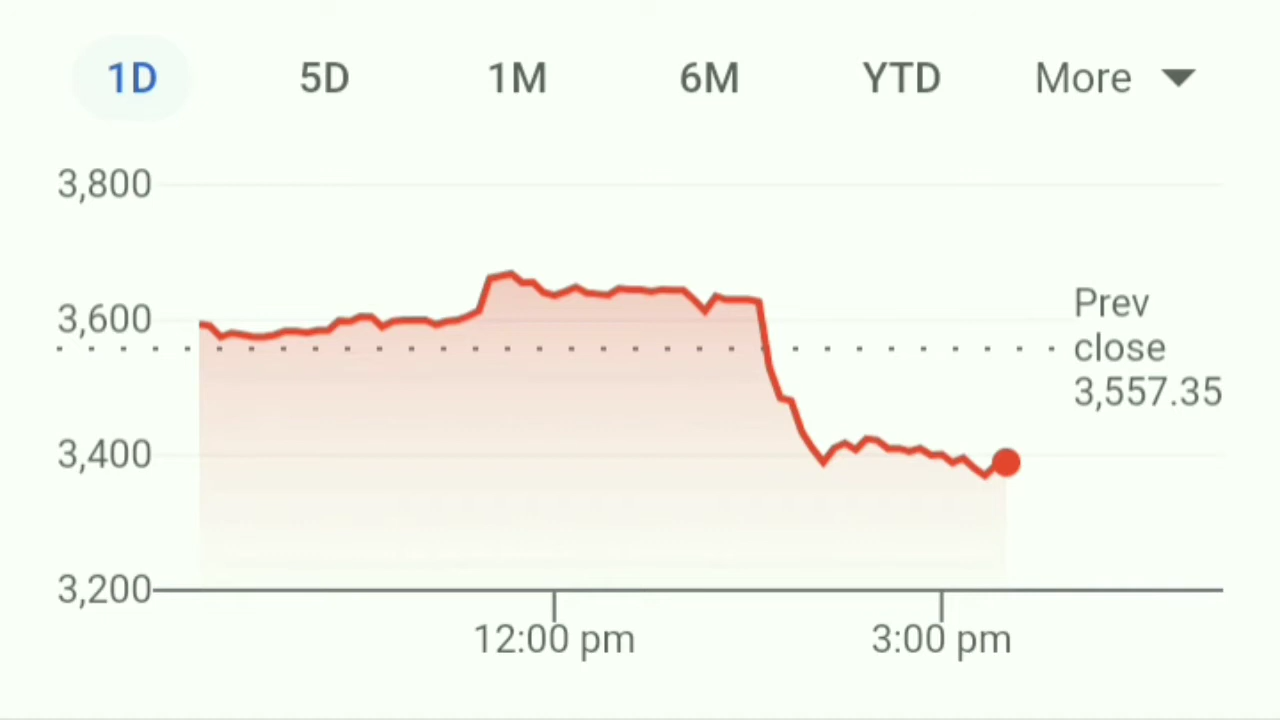 1D 5D 1M 6M YTD More
3,800
3,600
Prev
close
3,557.35
3,400
3,200
12:00 pm 3:00 pm